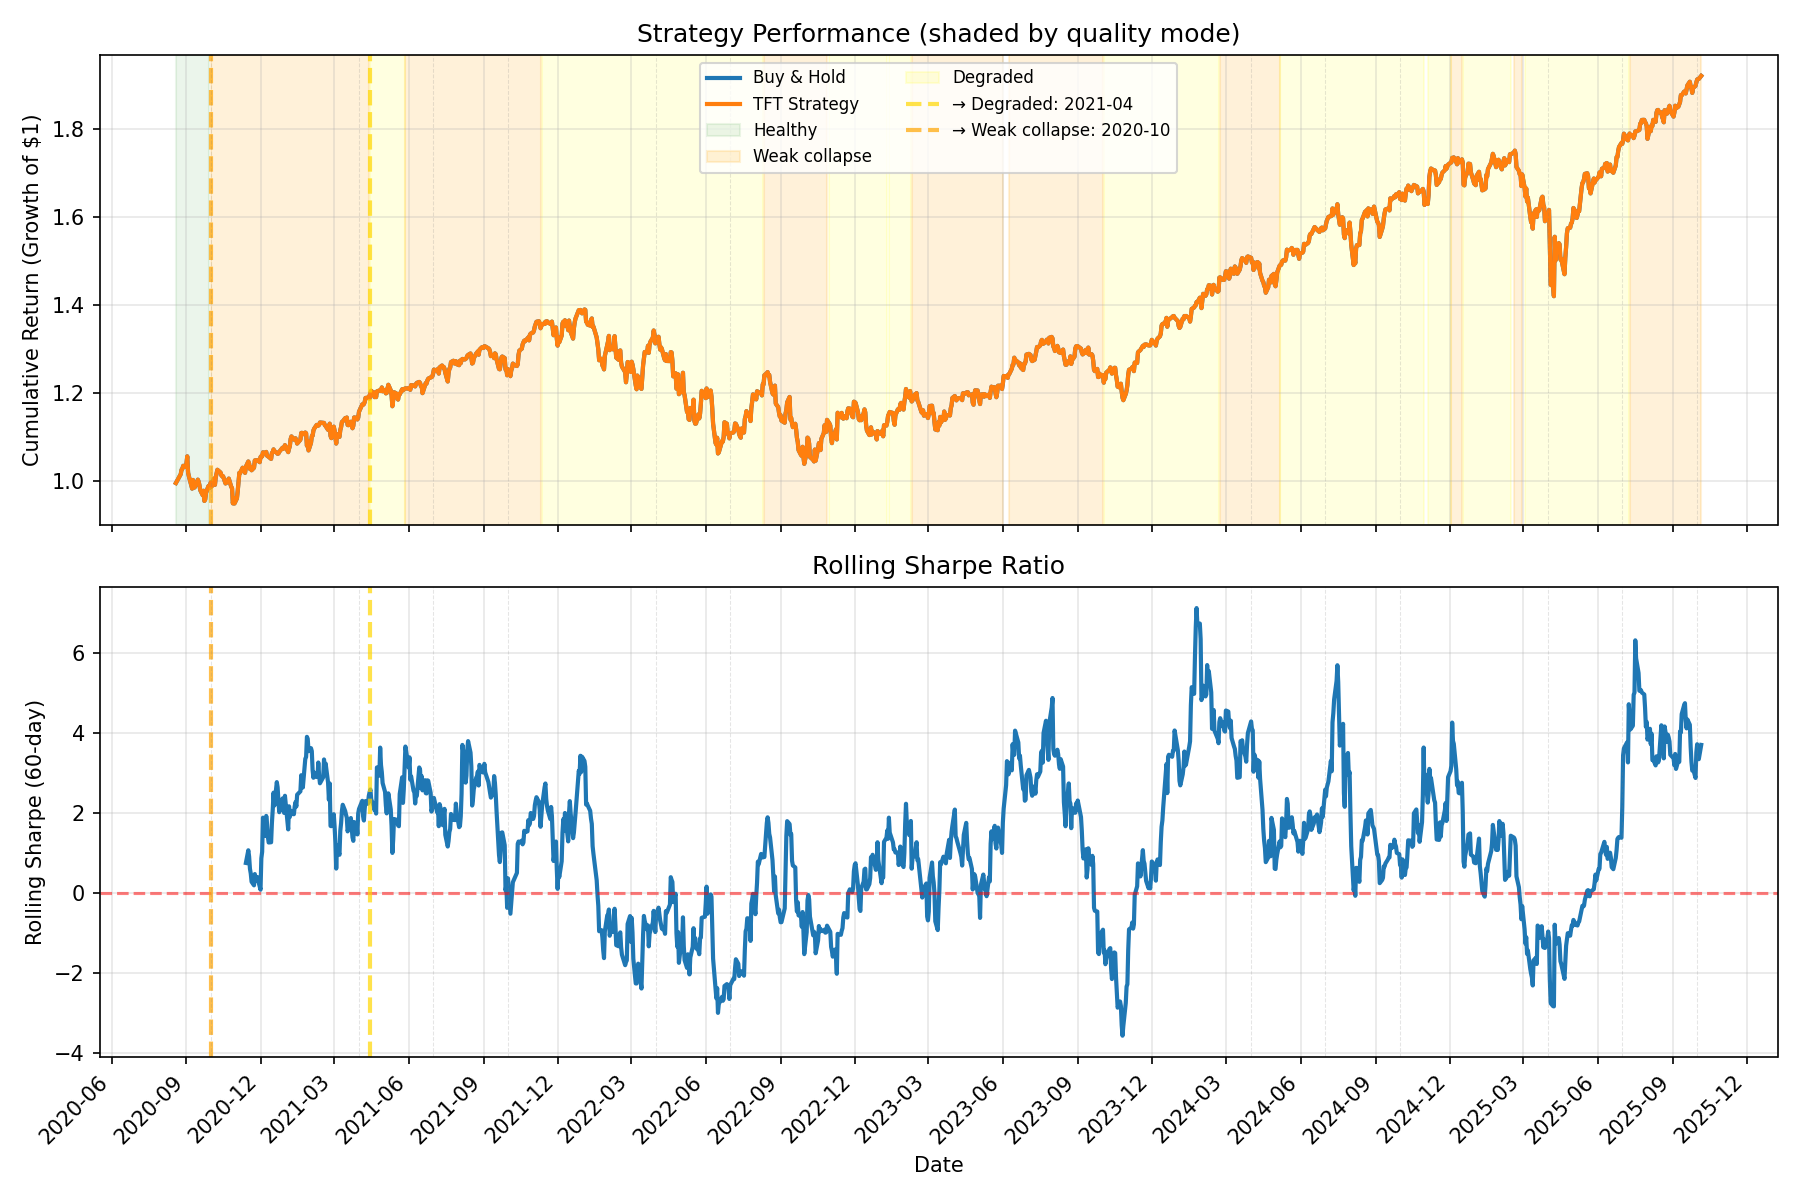 Strategy Performance (shaded by quality mode)
Cumulative Return (Growth of $1)
1.8
1.6
1.4
1.2
1.0
Buy & Hold
TFT Strategy
Healthy
Weak collapse
Degraded
→ Degraded: 2021-04
→ Weak collapse: 2020-10
Rolling Sharpe Ratio
Rolling Sharpe (60-day)
6
4
2
0
−2
−4
2020-06
2020-09
2020-12
2021-03
2021-06
2021-09
2021-12
2022-03
2022-06
2022-09
2022-12
2023-03
2023-06
2023-09
2023-12
2024-03
2024-06
2024-09
2024-12
2025-03
2025-06
2025-09
2025-12
Date